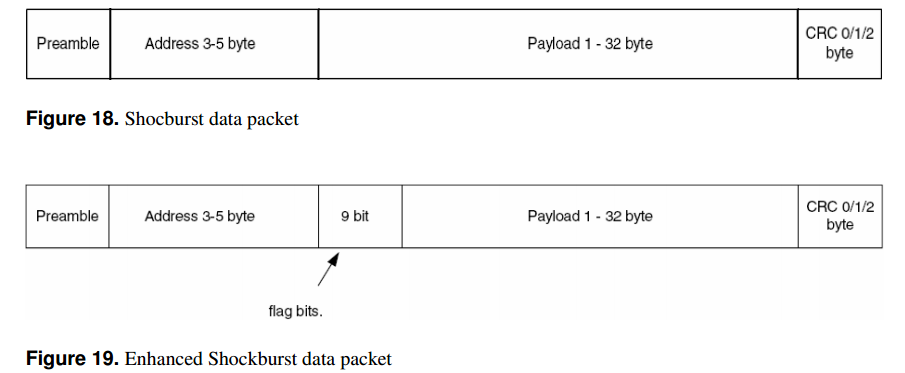 Preamble
Address 3-5 byte
Payload 1 - 32 byte
CRC 0/1/2
byte
Figure 18. Shocburst data packet
Preamble
Address 3-5 byte
9 bit
Payload 1 - 32 byte
CRC 0/1/2
byte
flag bits.
Figure 19. Enhanced Shockburst data packet